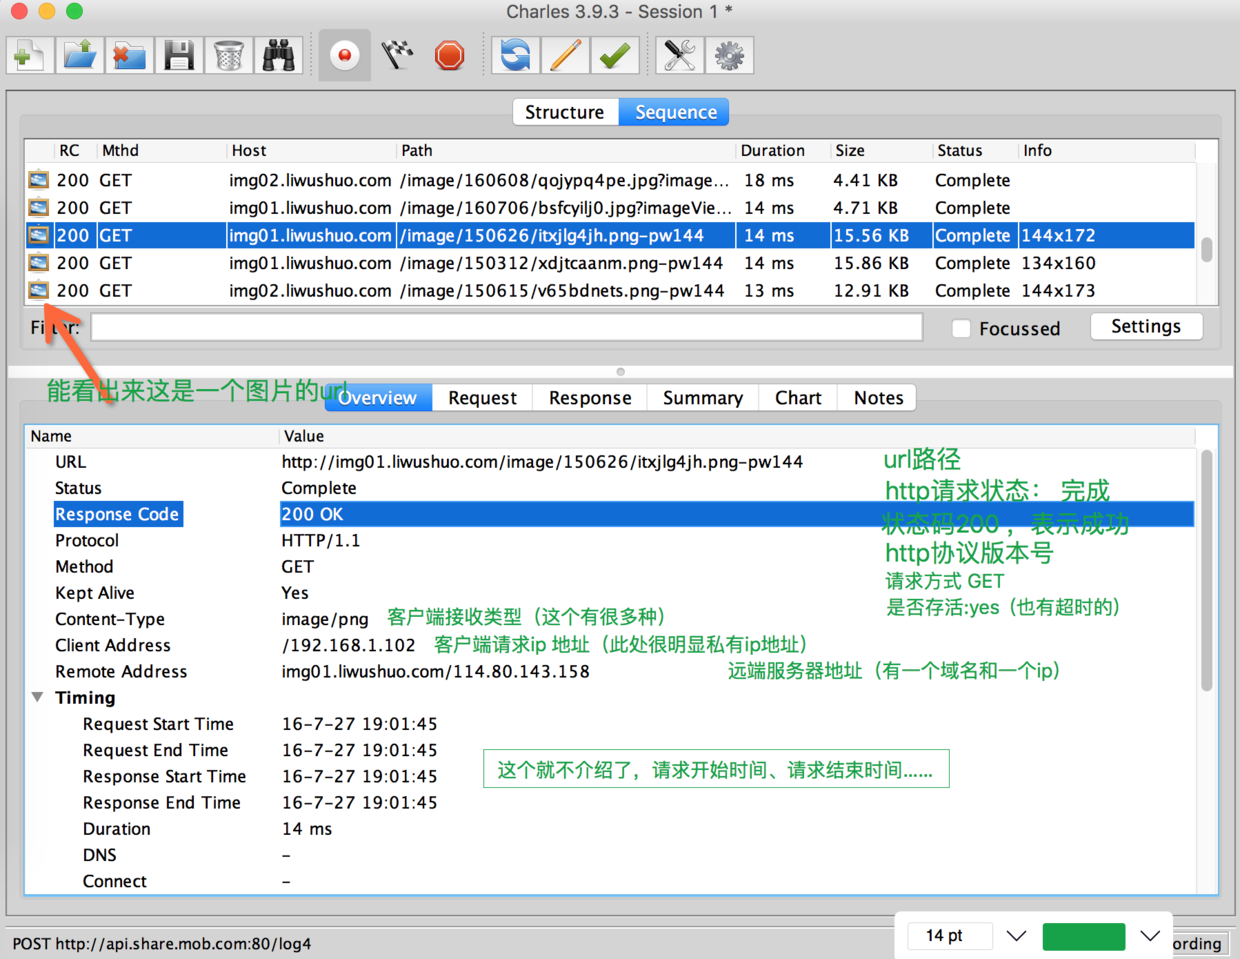 Charles 3.9.3 - Session 1 *
Structure Sequence
RC Mthd Host Path Duration Size Status Info
200 GET img02.liwushuo.com /image/160608/qojypq4pe.jpg?image... 18 ms 4.41 KB Complete
200 GET img01.liwushuo.com /image/160706/bsfcyilj0.jpg?imageVie... 14 ms 4.71 KB Complete
200 GET img01.liwushuo.com /image/150626/itxjlg4jh.png-pw144 14 ms 15.56 KB Complete 144x172
200 GET img01.liwushuo.com /image/150312/xdjtcaanm.png-pw144 14 ms 15.86 KB Complete 134x160
200 GET img02.liwushuo.com /image/150615/v65bdnets.png-pw144 13 ms 12.91 KB Complete 144x173
Filter: Focussed Settings
能看出来这是一个图片的url
Overview Request Response Summary Chart Notes
Name Value
URL http://img01.liwushuo.com/image/150626/itxjlg4jh.png-pw144 url路径
Status Complete http请求状态： 完成
Response Code 200 OK 状态码200 ，表示成功
Protocol HTTP/1.1 http协议版本号
Method GET 请求方式 GET
Kept Alive Yes 是否存活:yes（也有超时的）
Content-Type image/png 客户端接收类型（这个有很多种）
Client Address /192.168.1.102 客户端请求ip 地址（此处很明显私有ip地址）
Remote Address img01.liwushuo.com/114.80.143.158 远端服务器地址（有一个域名和一个ip）
Timing
Request Start Time 16-7-27 19:01:45
Request End Time 16-7-27 19:01:45
这个就不介绍了，请求开始时间、请求结束时间......
Response Start Time 16-7-27 19:01:45
Response End Time 16-7-27 19:01:45
Duration 14 ms
DNS –
Connect –
14 pt
POST http://api.share.mob.com:80/log4 ording